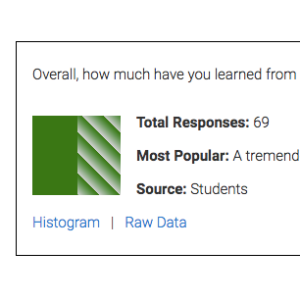 Overall, how much have you learned from
Total Responses: 69
Most Popular: A tremend
Source: Students
Histogram | Raw Data